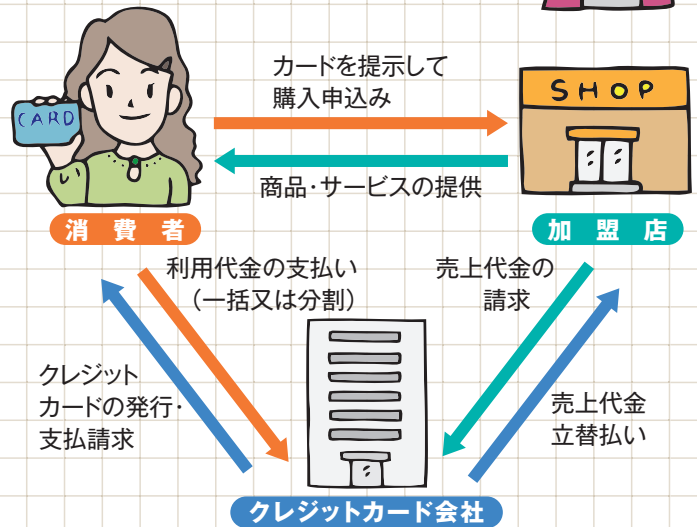 カードを提示して
購入申込み
CARD
SHOP
商品・サービスの提供
消費者
加盟店
利用代金の支払い
（一括又は分割）
売上代金の
請求
クレジット
カードの発行・
支払請求
売上代金
立替払い
クレジットカード会社